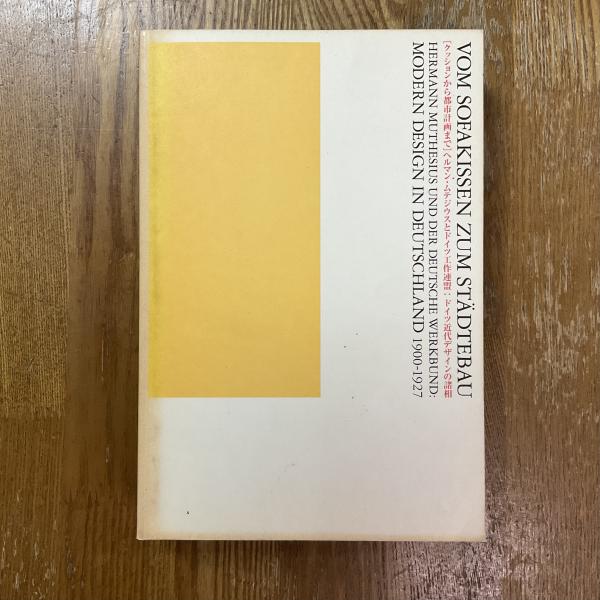 VOM SOFAKISSEN ZUM STÄDTEBAU
[クッションから都市計画まで]ヘルマン・ムテジウスとドイツ工作連盟：ドイツ近代デザインの諸相
HERMANN MUTHESIUS UND DER DEUTSCHE WERKBUND:
MODERN DESIGN IN DEUTSCHLAND 1900-1927